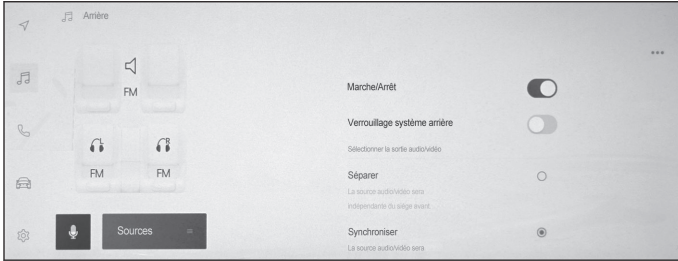 Arrière
FM
L
R
FM
FM
Sources
Marche/Arrêt
Verrouillage système arrière
Sélectionner la sortie audio/vidéo
Séparer
La source audio/vidéo sera
indépendante du siège avant .
Synchroniser
La source audio/vidéo sera